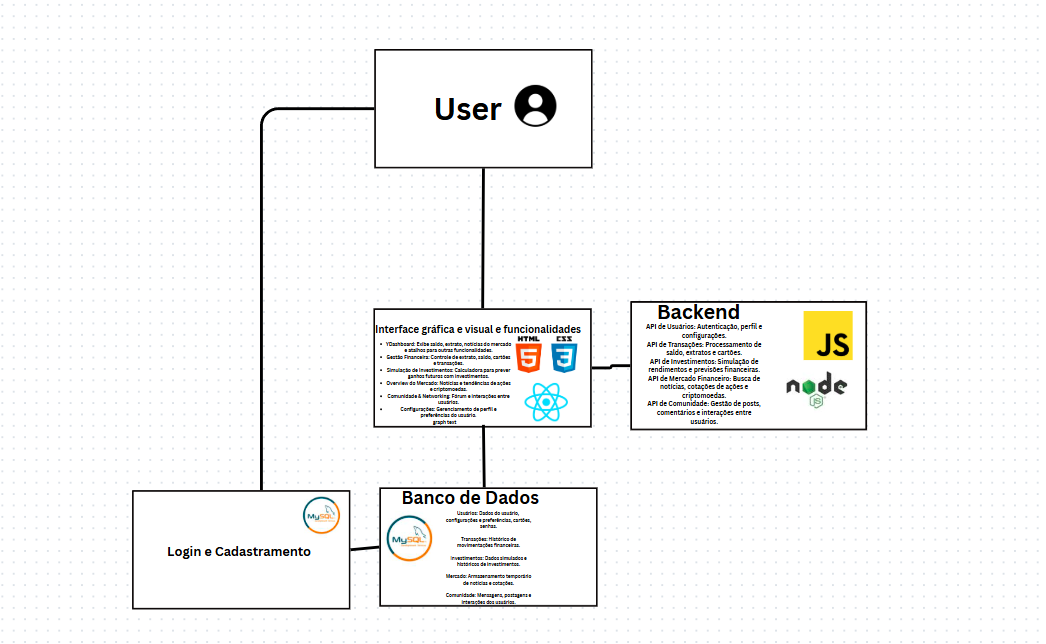 User
Interface gráfica e visual e funcionalidades
HTML
CSS
5
3
YDashboard: Exibe saldo, extrato, notícias do mercado
e atalhos para outras funcionalidades.
Gestão Financeira: Controle de extrato, saldo, cartões
e transações.
Simulação de Investimentos: Calculadora para prever
ganhos futuros com investimentos.
Overview do Mercado: Notícias e tendências de ações
e criptomoedas.
Comunidade & Networking: Fórum e interações entre
usuários.
Configurações: Gerenciamento de perfil e
preferências do usuário.
graph text
Backend
API de Usuários: Autenticação, perfil e
configurações.
API de Transações: Processamento de
saldo, extratos e cartões.
API de Investimentos: Simulação de
rendimentos e previsões financeiras.
API de Mercado Financeiro: Busca de
notícias, cotações de ações e
criptomoedas.
API de Comunidade: Gestão de posts,
comentários e interações entre
usuários.
JS
node
JS
MySQL
Login e Cadastramento
Banco de Dados
MySQL
Usuários: Dados do usuário,
configurações e preferências, cartões,
senhas.
Transações: Histórico de
movimentações financeiras.
Investimentos: Dados simulados e
históricos de investimentos.
Mercado: Armazenamento temporário
de notícias e cotações.
Comunidade: Mensagens, postagens e
interações dos usuários.